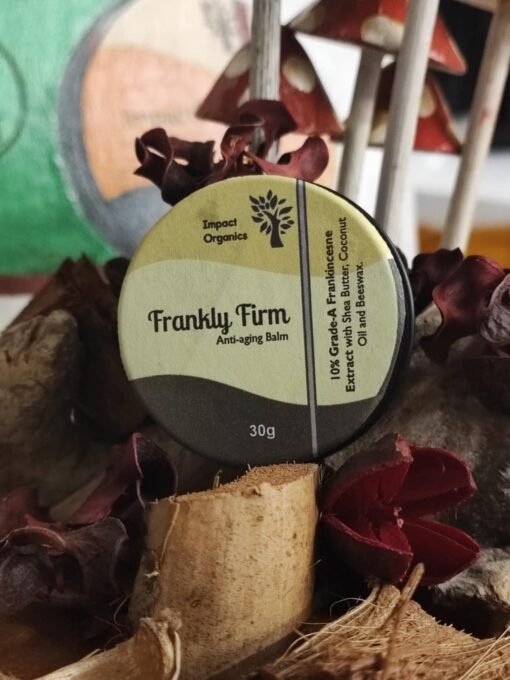 Impact
Organics
Frankly Firm
Anti-aging Balm
30g
10% Grade-A Frankincesne
Extract with Shea Butter, Coconut
Oil and Beeswax.